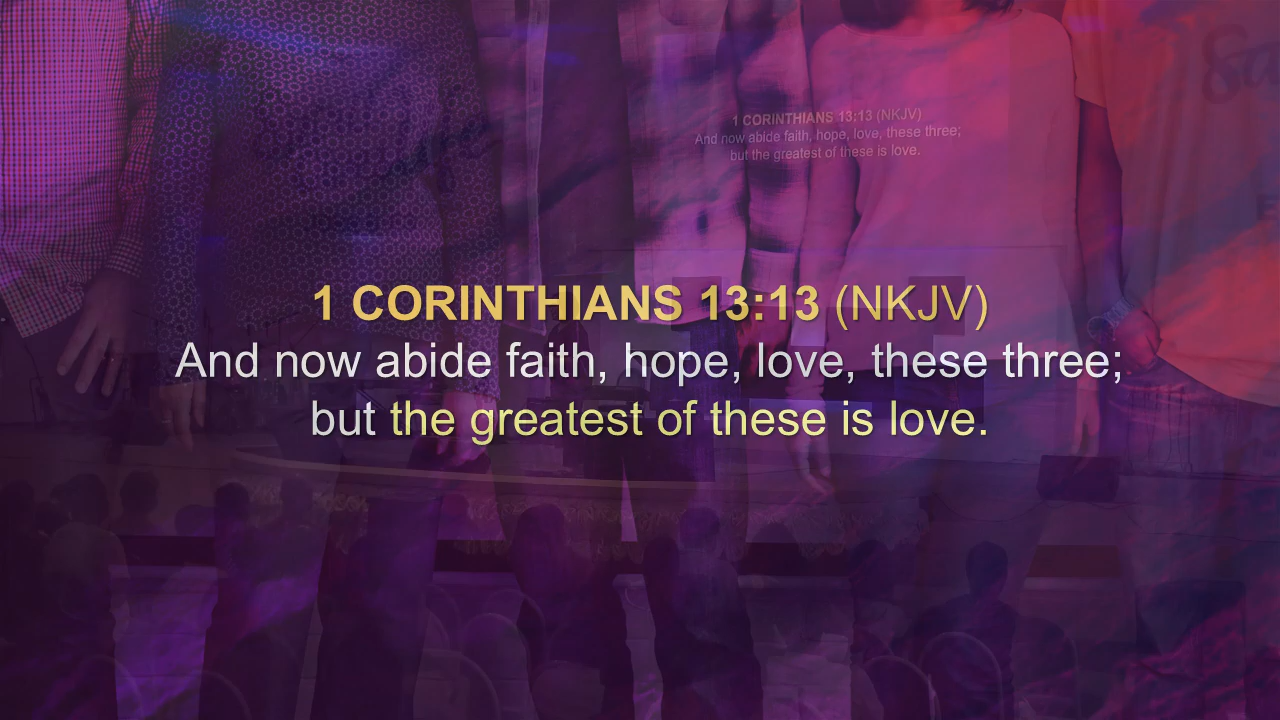 1 CORINTHIANS 13:13 (NKJV)
And now abide faith, hope, love, these three;
but the greatest of these is love.
1 CORINTHIANS 13:13 (NKJV)
And now abide faith, hope, love, these three;
but the greatest of these is love.